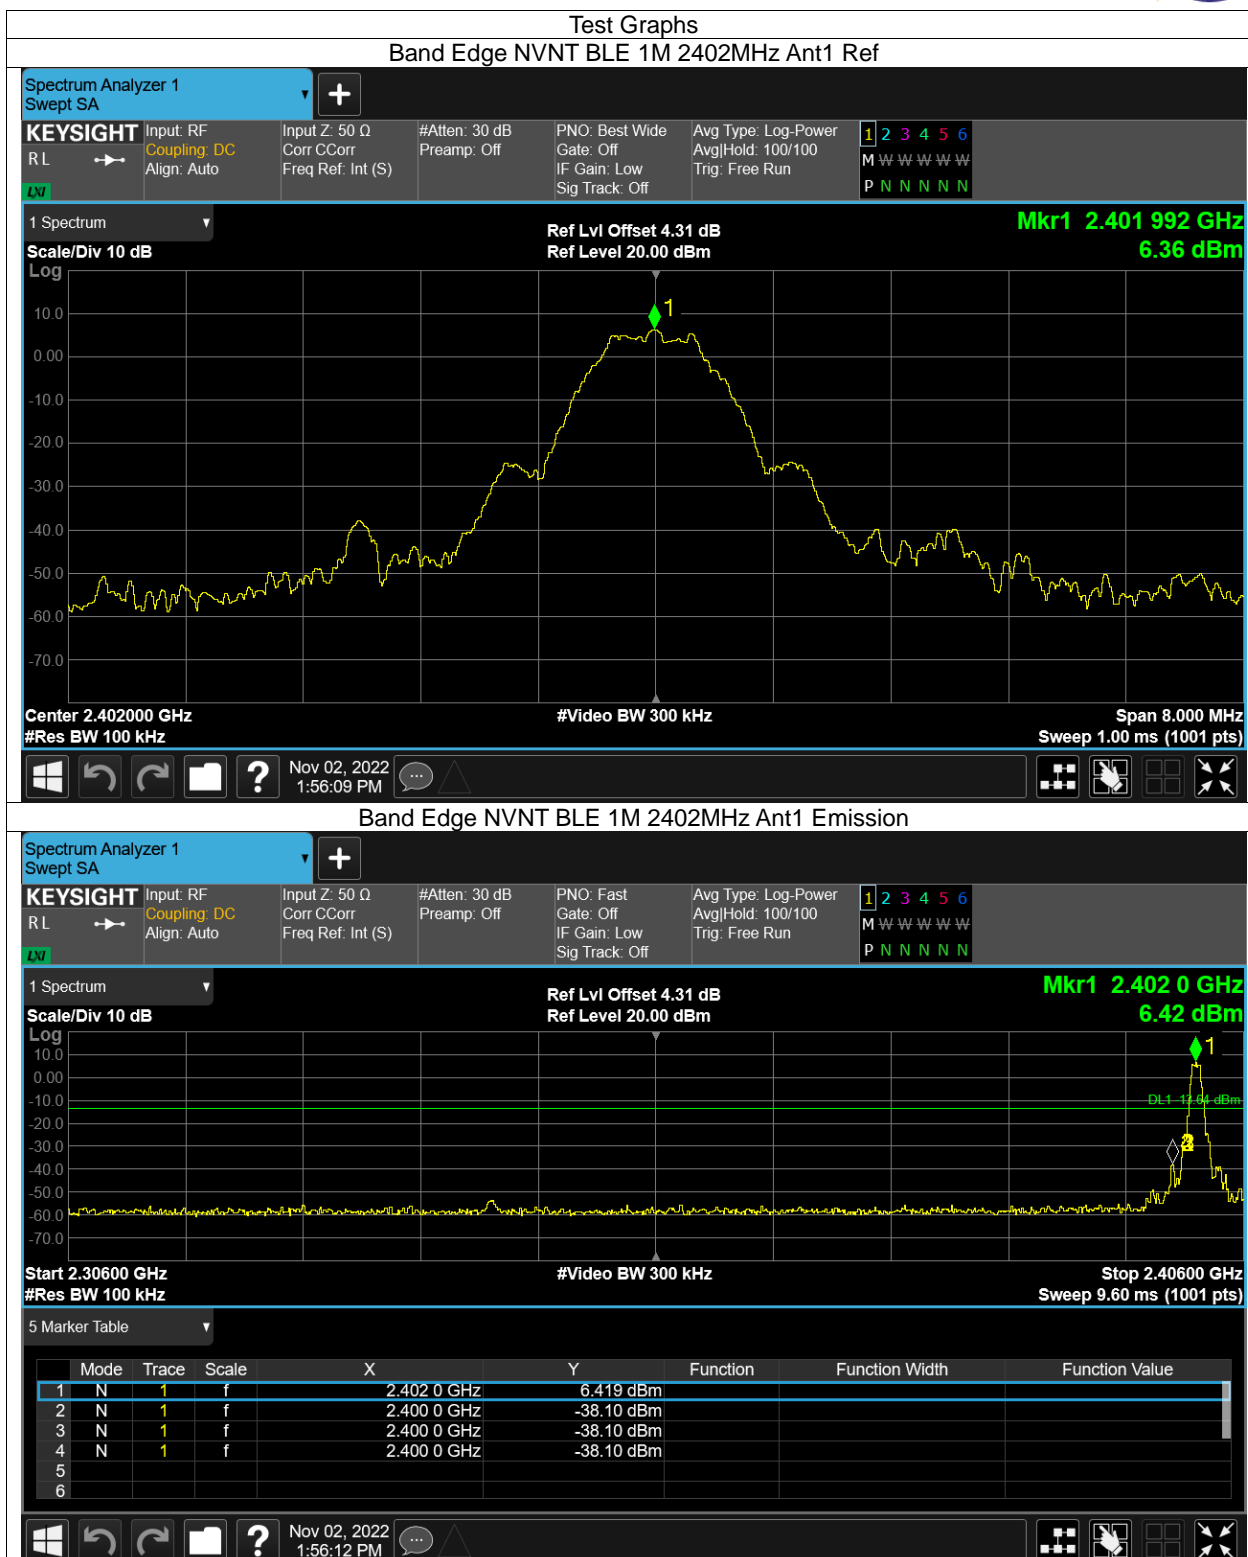 Test Graphs
Band Edge NVNT BLE 1M 2402MHz Ant1 Ref
Spectrum Analyzer 1
Swept SA
KEYSIGHT Input: RF Input Z: 50 Ω #Atten: 30 dB PNO: Best Wide Avg Type: Log-Power 1 2 3 4 5 6
R L Coupling: DC Corr CCorr Preamp: Off Gate: Off Avg|Hold: 100/100 M W W W W W
Align: Auto Freq Ref: Int (S) IF Gain: Low Trig: Free Run
LXI Sig Track: Off P N N N N N
1 Spectrum Ref Lvl Offset 4.31 dB Mkr1 2.401 992 GHz
Scale/Div 10 dB Ref Level 20.00 dBm 6.36 dBm
Log
1
10.0
0.00
-10.0
-20.0
-30.0
-40.0
-50.0
-60.0
-70.0
Center 2.402000 GHz #Video BW 300 kHz Span 8.000 MHz
#Res BW 100 kHz Sweep 1.00 ms (1001 pts)
? Nov 02, 2022
1:56:09 PM
Band Edge NVNT BLE 1M 2402MHz Ant1 Emission
Spectrum Analyzer 1
Swept SA
KEYSIGHT Input: RF Input Z: 50 Ω #Atten: 30 dB PNO: Fast Avg Type: Log-Power 1 2 3 4 5 6
R L Coupling: DC Corr CCorr Preamp: Off Gate: Off Avg|Hold: 100/100 M W W W W W
Align: Auto Freq Ref: Int (S) IF Gain: Low Trig: Free Run
LXI Sig Track: Off P N N N N N
1 Spectrum Ref Lvl Offset 4.31 dB Mkr1 2.402 0 GHz
Scale/Div 10 dB Ref Level 20.00 dBm 6.42 dBm
Log
1
10.0
0.00
-10.0 DL1 -13.64 dBm
-20.0
-30.0
-40.0
-50.0
-60.0
-70.0
Start 2.30600 GHz #Video BW 300 kHz Stop 2.40600 GHz
#Res BW 100 kHz Sweep 9.60 ms (1001 pts)
5 Marker Table
Mode Trace Scale X Y Function Function Width Function Value
1 N 1 f 2.402 0 GHz 6.419 dBm
2 N 1 f 2.400 0 GHz -38.10 dBm
3 N 1 f 2.400 0 GHz -38.10 dBm
4 N 1 f 2.400 0 GHz -38.10 dBm
5
6
? Nov 02, 2022
1:56:12 PM